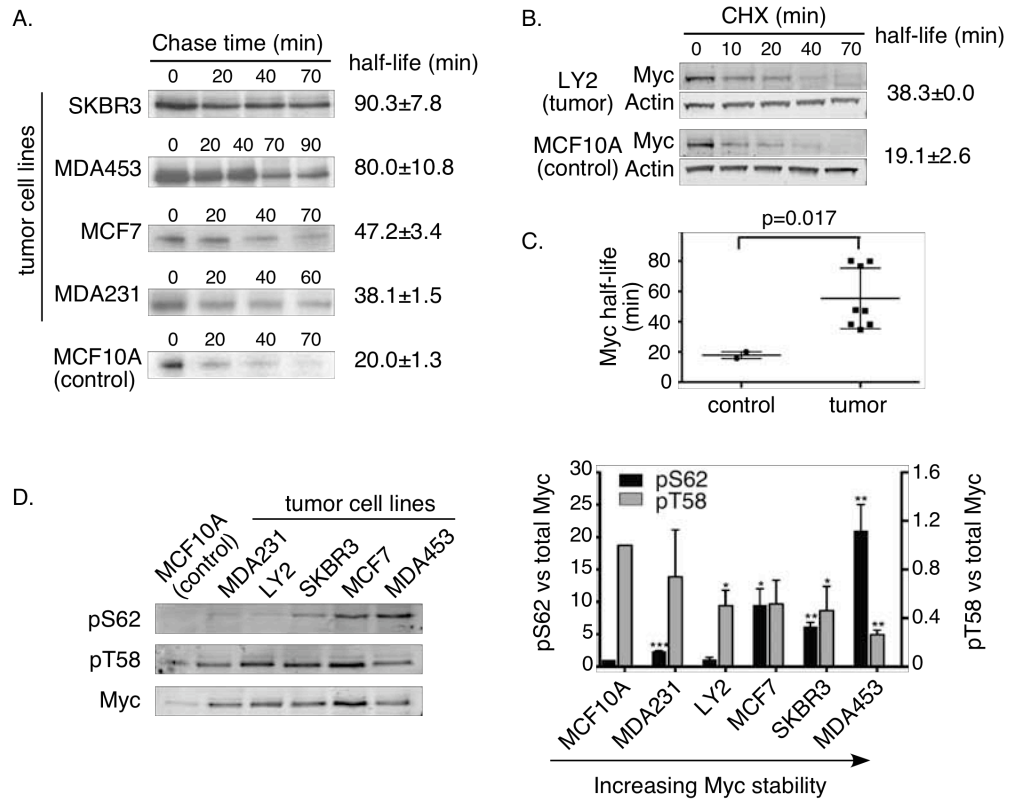 A.
Chase time (min)
half-life (min)
0 20 40 70
SKBR3 90.3±7.8
0 20 40 70 90
MDA453 80.0±10.8
0 20 40 70
MCF7 47.2±3.4
0 20 40 60
MDA231 38.1±1.5
0 20 40 70
MCF10A 20.0±1.3
(control)
tumor cell lines
B.
CHX (min)
0 10 20 40 70 half-life (min)
LY2 Myc
(tumor) Actin 38.3±0.0
MCF10A Myc
(control) Actin 19.1±2.6
C.
p=0.017
Myc half-life
(min)
80
60
40
20
0
control tumor
D.
tumor cell lines
MCF10A
(control)
MDA231
LY2
SKBR3
MCF7
MDA453
pS62
pT58
Myc
pS62 vs total Myc
30
25
20
15
10
5
0
pS62
pT58
***
*
*
**
*
**
**
1.6
1.2
0.8
0.4
0
pT58 vs total Myc
MCF10A
MDA231
LY2
MCF7
SKBR3
MDA453
Increasing Myc stability